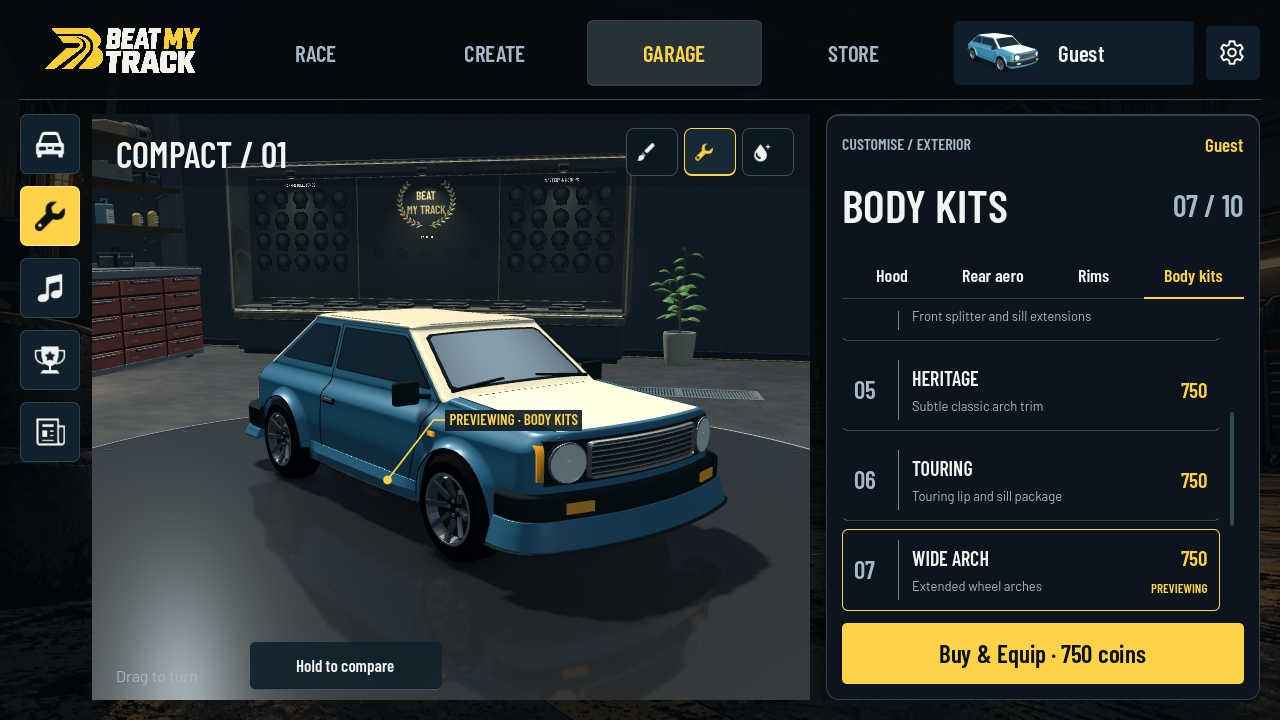 BEAT MY TRACK
RACE
CREATE
GARAGE
STORE
Guest
COMPACT / 01
BEAT
MY TRACK
PREVIEWING · BODY KITS
Drag to turn
Hold to compare
CUSTOMISE / EXTERIOR
Guest
BODY KITS
07 / 10
Hood
Rear aero
Rims
Body kits
Front splitter and sill extensions
05
HERITAGE
Subtle classic arch trim
750
06
TOURING
Touring lip and sill package
750
07
WIDE ARCH
Extended wheel arches
750
PREVIEWING
Buy & Equip · 750 coins